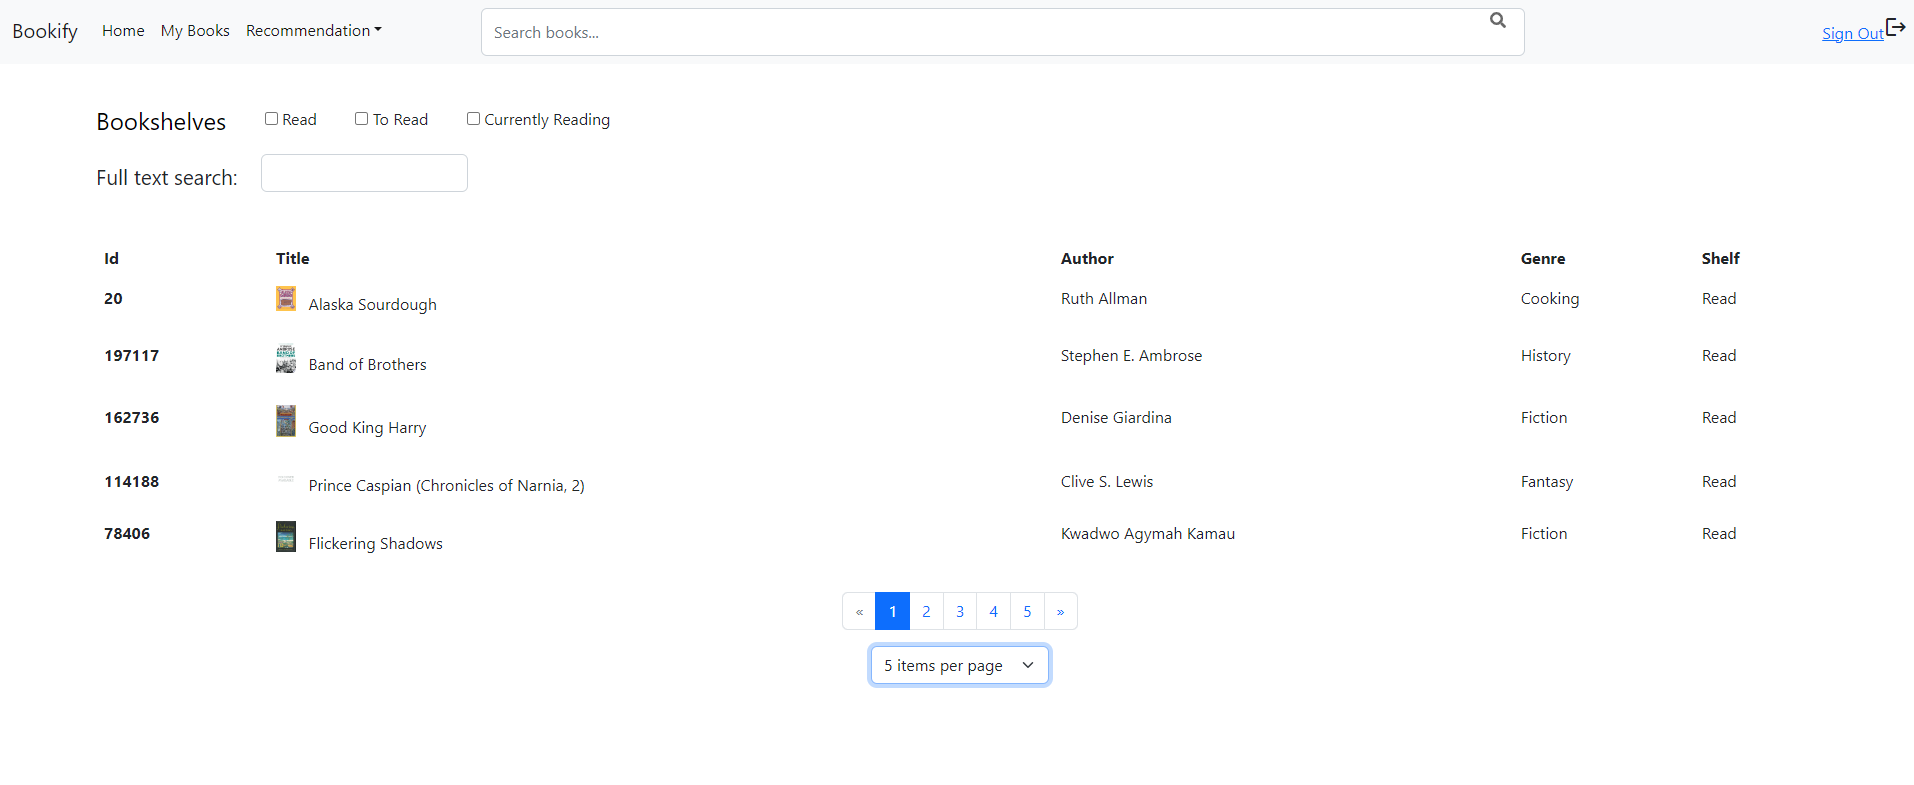 Bookify Home My Books Recommendation Search books... Sign Out
Bookshelves Read To Read Currently Reading
Full text search:
Id Title Author Genre Shelf
20 Alaska Sourdough Ruth Allman Cooking Read
197117 Band of Brothers Stephen E. Ambrose History Read
162736 Good King Harry Denise Giardina Fiction Read
114188 Prince Caspian (Chronicles of Narnia, 2) Clive S. Lewis Fantasy Read
78406 Flickering Shadows Kwadwo Agymah Kamau Fiction Read
« 1 2 3 4 5 »
5 items per page